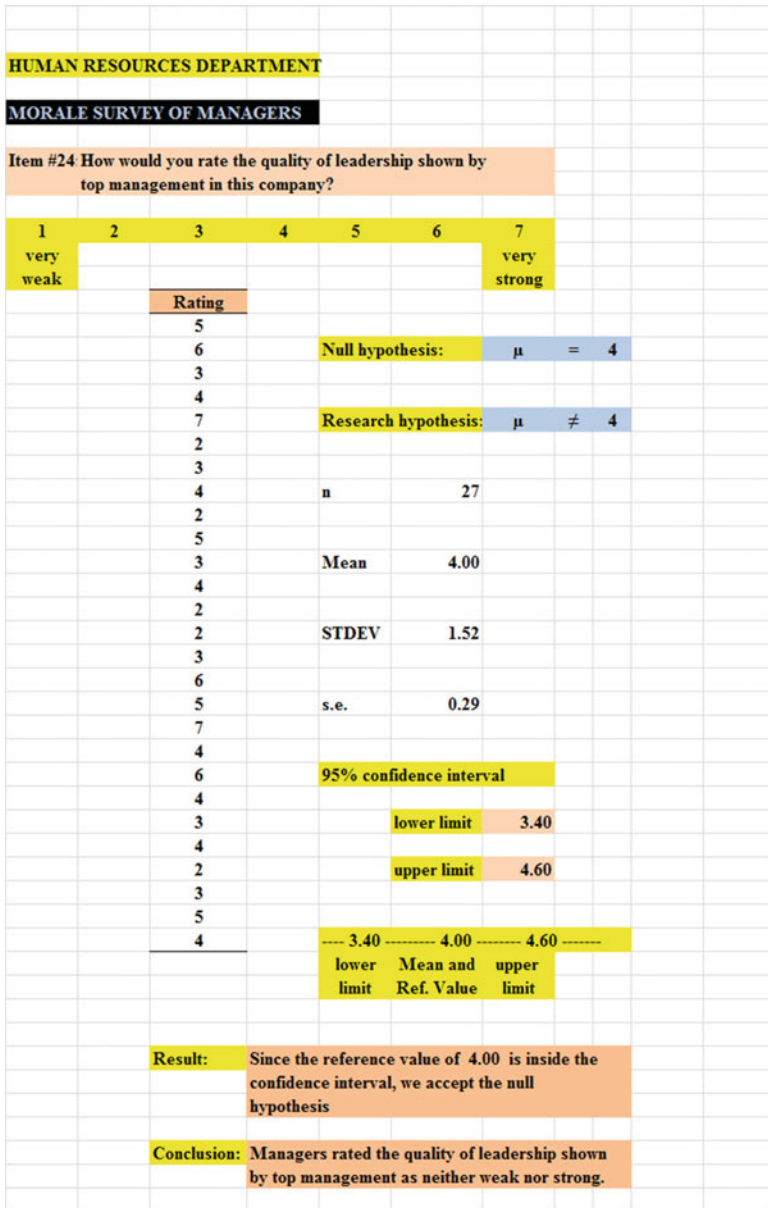 HUMAN RESOURCES DEPARTMENT
MORALE SURVEY OF MANAGERS
Item #24 How would you rate the quality of leadership shown by
top management in this company?
1 2 3 4 5 6 7
very very
weak strong
Rating
5
6 Null hypothesis: μ = 4
3
4
7 Research hypothesis: μ ≠ 4
2
3
4 n 27
2
5
3 Mean 4.00
4
2
2 STDEV 1.52
3
6
5 s.e. 0.29
7
4
6 95% confidence interval
4
3 lower limit 3.40
4
2 upper limit 4.60
3
5
4 ---- 3.40 --------- 4.00 -------- 4.60 -------
lower Mean and upper
limit Ref. Value limit
Result: Since the reference value of 4.00 is inside the
confidence interval, we accept the null
hypothesis
Conclusion: Managers rated the quality of leadership shown
by top management as neither weak nor strong.